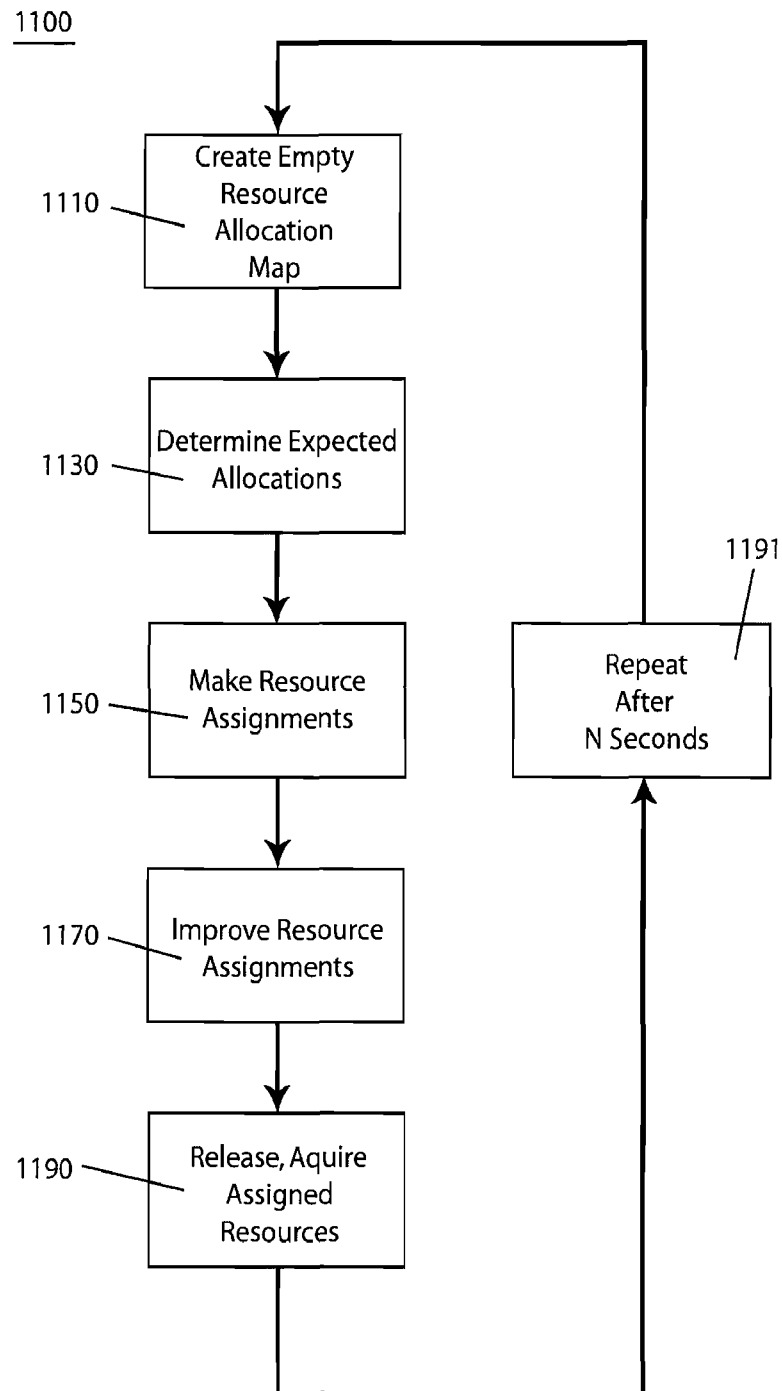 1100
Create Empty
Resource
Allocation
Map
1110
Determine Expected
Allocations
1130
Make Resource
Assignments
1150
Improve Resource
Assignments
1170
Release, Aquire
Assigned
Resources
1190
1191
Repeat
After
N Seconds